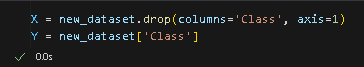 X = new_dataset.drop(columns='Class', axis=1)
Y = new_dataset['Class']
0.0s